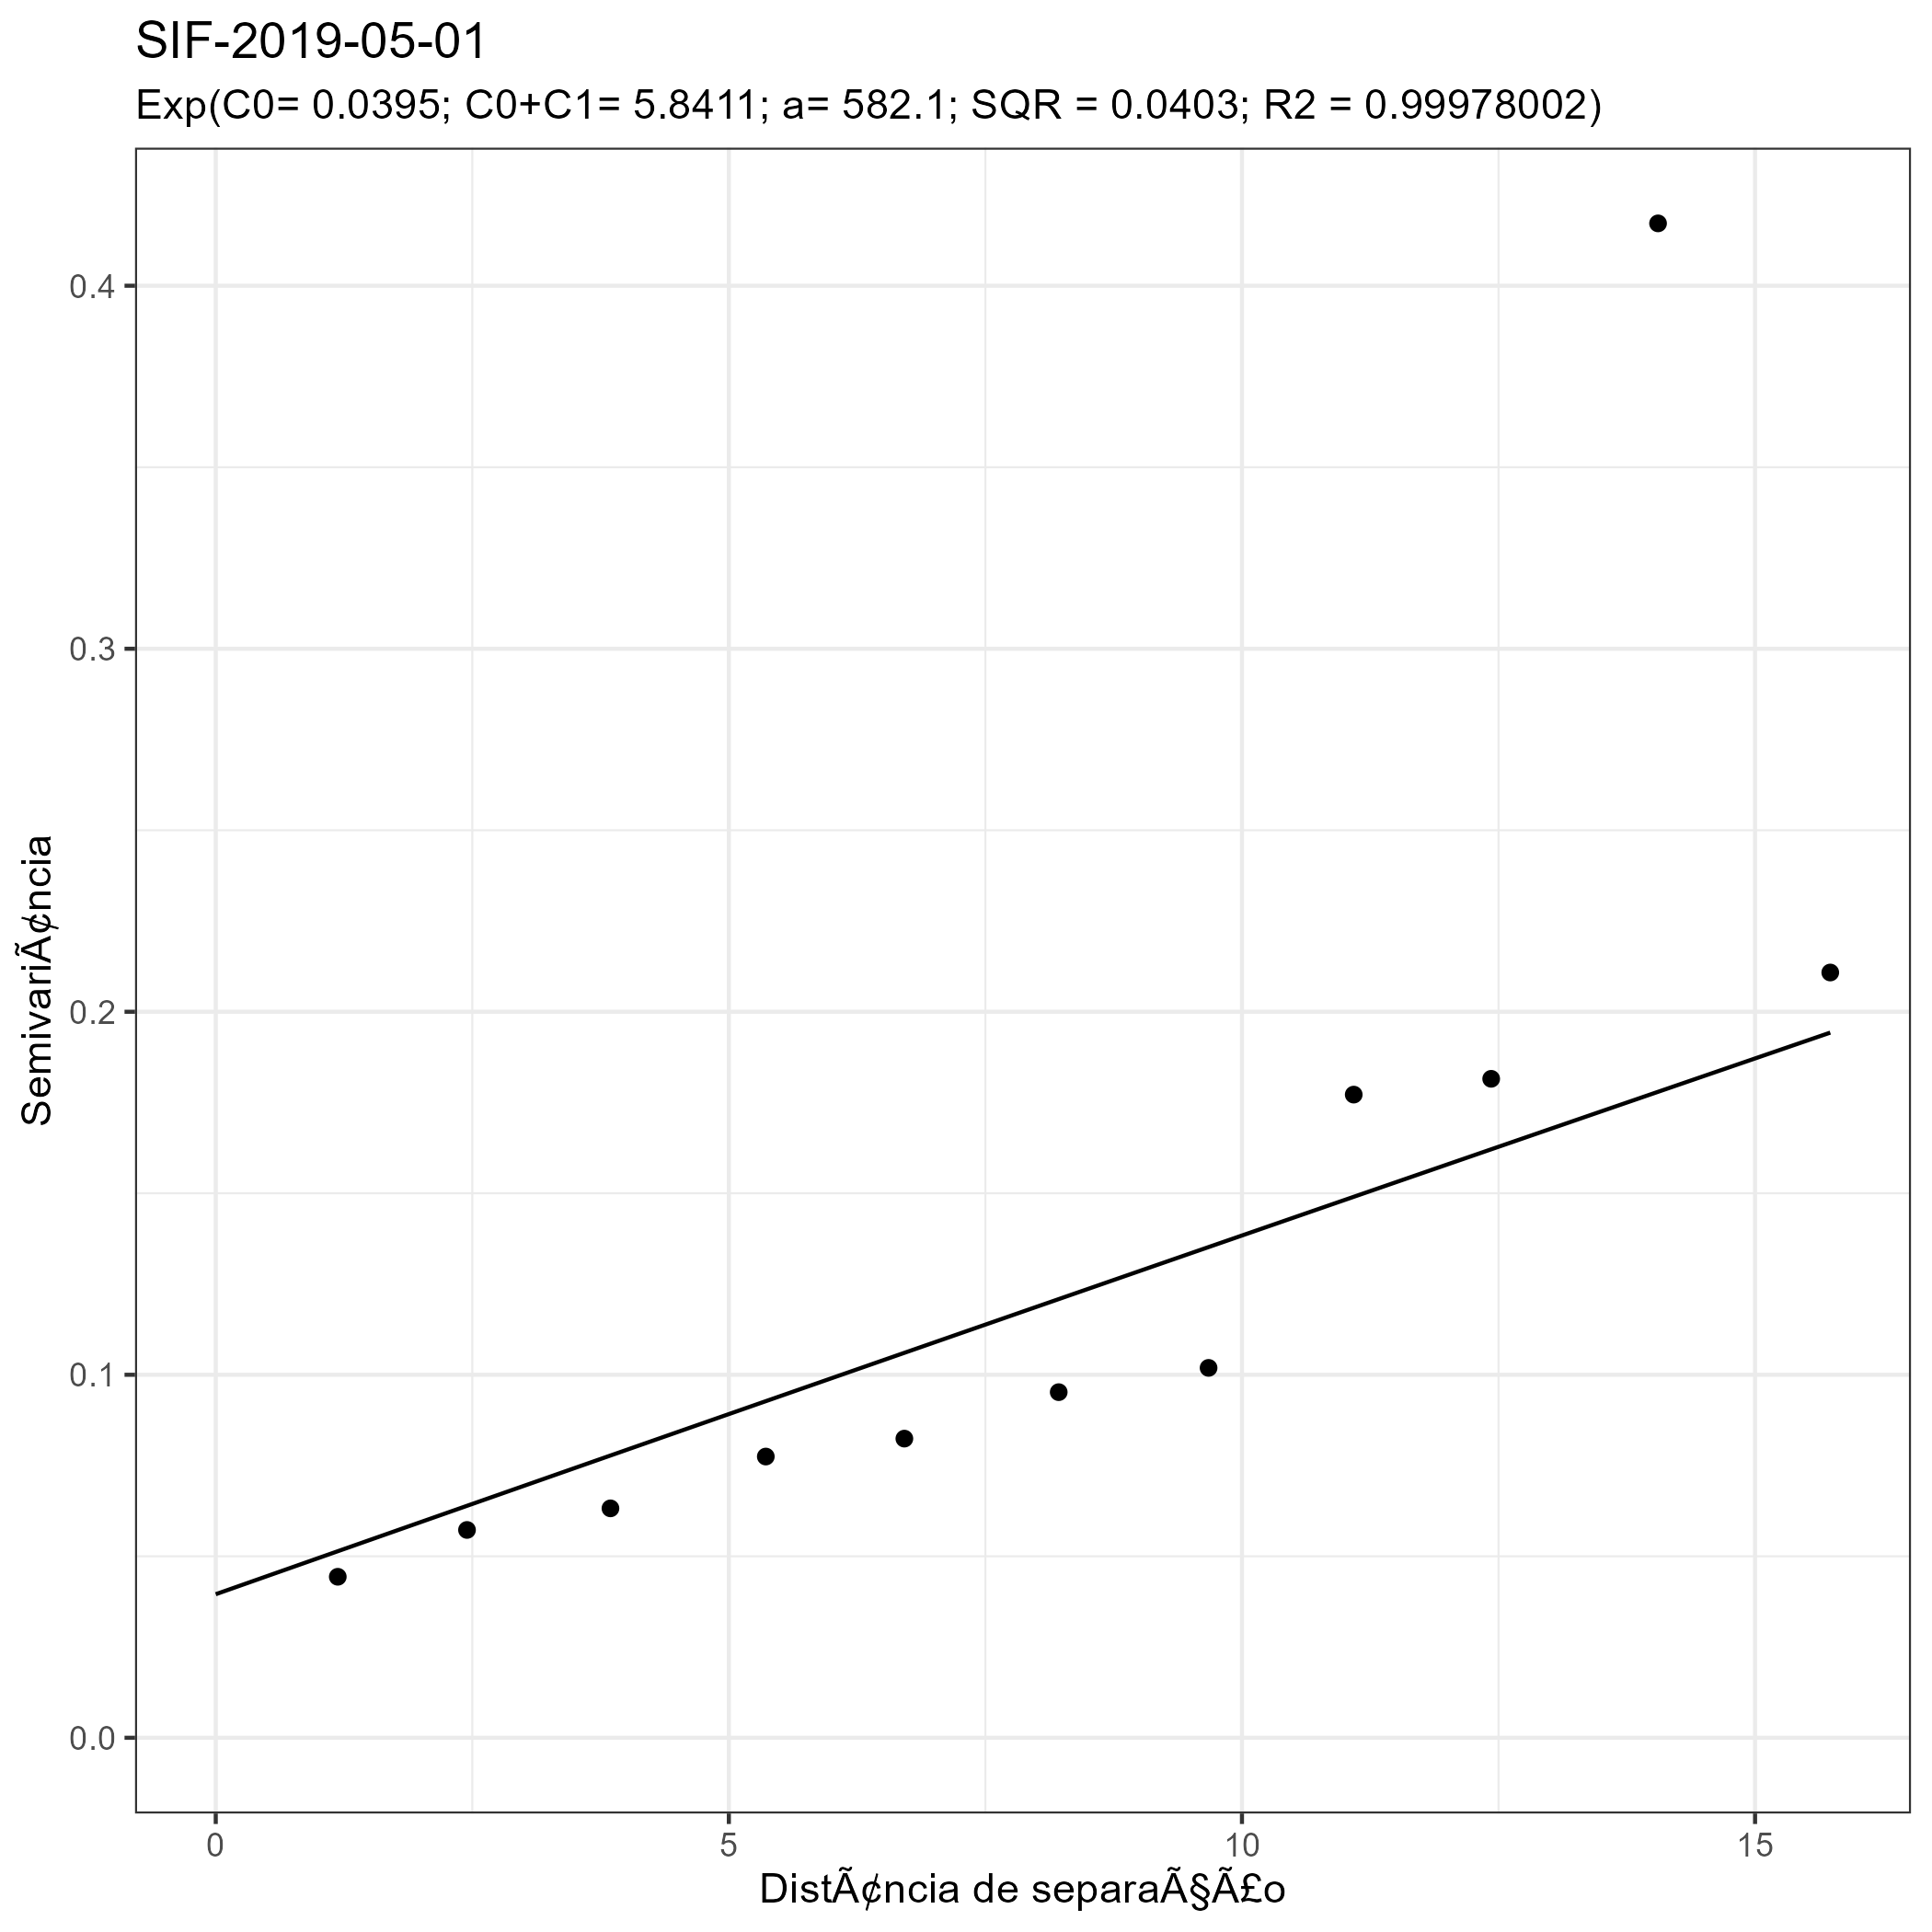 SIF-2019-05-01
Exp(C0= 0.0395; C0+C1= 5.8411; a= 582.1; SQR = 0.0403; R2 = 0.99978002)
SemivariÃ¢ncia
0.4
0.3
0.2
0.1
0.0
0 5 10 15
DistÃ¢ncia de separaÃ§Ã£o